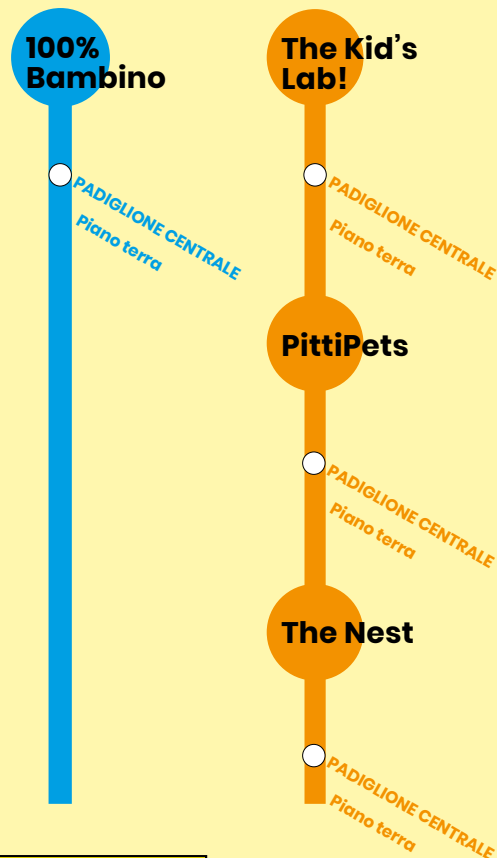 100%
Bambino
PADIGLIONE CENTRALE
Piano terra
The Kid’s
Lab!
PADIGLIONE CENTRALE
Piano terra
PittiPets
PADIGLIONE CENTRALE
Piano terra
The Nest
PADIGLIONE CENTRALE
Piano terra